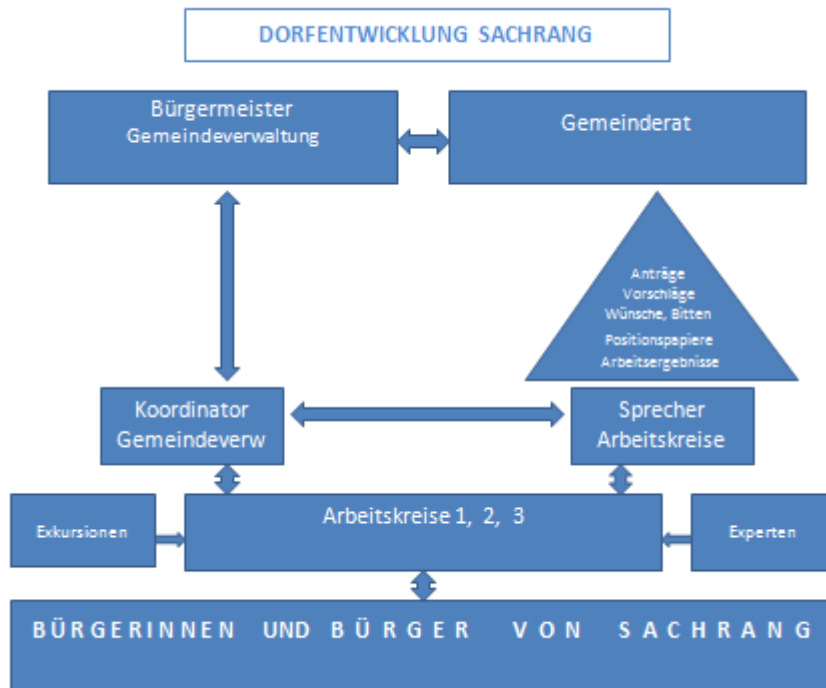 DORFENTWICKLUNG SACHRANG
Bürgermeister
Gemeindeverwaltung
Gemeinderat
Anträge
Vorschläge
Wünsche, Bitten
Positionspapiere
Arbeitsergebnisse
Koordinator
Gemeindeverw
Sprecher
Arbeitskreise
Exkursionen
Arbeitskreise 1, 2, 3
Experten
BÜRGERINNEN UND BÜRGER VON SACHRANG